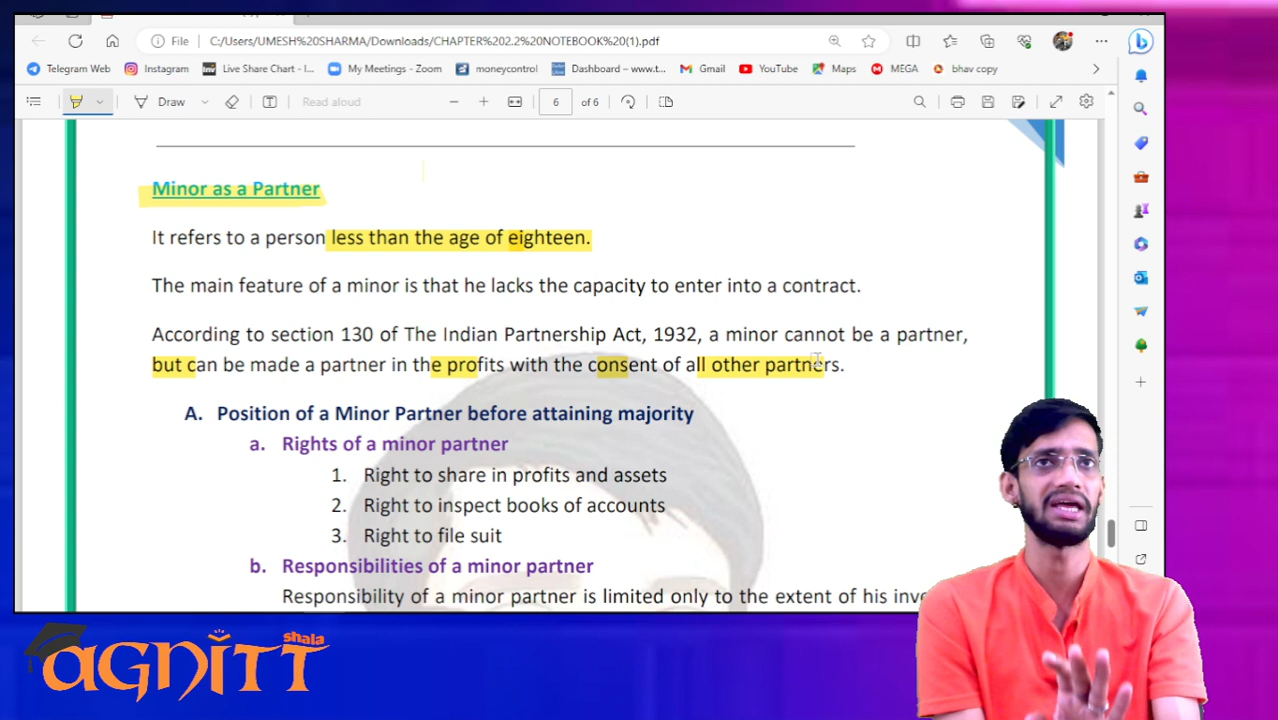 File C:/Users/UMESH%20SHARMA/Downloads/CHAPTER%202.2%20NOTEBOOK%20(1).pdf
Telegram Web Instagram Live Share Chart - I... My Meetings - Zoom moneycontrol Dashboard – www.t... Gmail YouTube Maps MEGA bhav copy
Draw Read aloud 6 of 6
Minor as a Partner
It refers to a person less than the age of eighteen.
The main feature of a minor is that he lacks the capacity to enter into a contract.
According to section 130 of The Indian Partnership Act, 1932, a minor cannot be a partner,
but can be made a partner in the profits with the consent of all other partners.
A. Position of a Minor Partner before attaining majority
a. Rights of a minor partner
1. Right to share in profits and assets
2. Right to inspect books of accounts
3. Right to file suit
b. Responsibilities of a minor partner
Responsibility of a minor partner is limited only to the extent of his inve
agnitt
shala